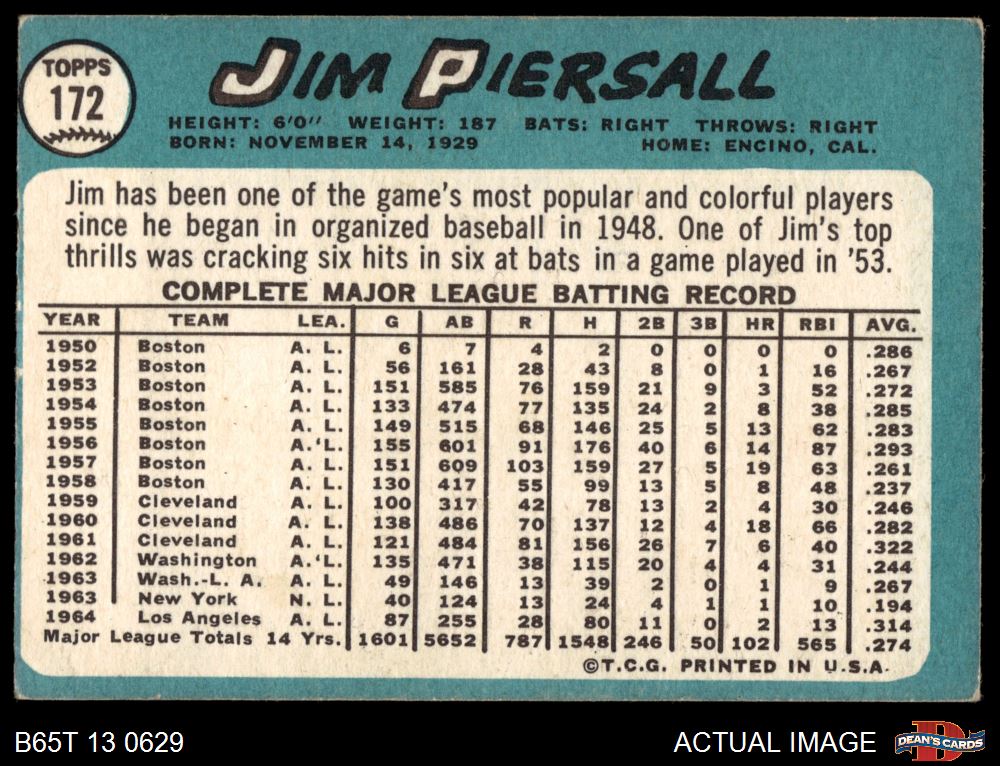 TOPPS
172
JIM PIERSALL
HEIGHT: 6'0" WEIGHT: 187 BATS: RIGHT THROWS: RIGHT
BORN: NOVEMBER 14, 1929 HOME: ENCINO, CAL.
Jim has been one of the game's most popular and colorful players
since he began in organized baseball in 1948. One of Jim's top
thrills was cracking six hits in six at bats in a game played in '53.
COMPLETE MAJOR LEAGUE BATTING RECORD
YEAR TEAM LEA. G AB R H 2B 3B HR RBI AVG.
1950 Boston A. L. 6 7 4 2 0 0 0 0 .286
1952 Boston A. L. 56 161 28 43 8 0 1 16 .267
1953 Boston A. L. 151 585 76 159 21 9 3 52 .272
1954 Boston A. L. 133 474 77 135 24 2 8 38 .285
1955 Boston A. L. 149 515 68 146 25 5 13 62 .283
1956 Boston A. L. 155 601 91 176 40 6 14 87 .293
1957 Boston A. L. 151 609 103 159 27 5 19 63 .261
1958 Boston A. L. 130 417 55 99 13 5 8 48 .237
1959 Cleveland A. L. 100 317 42 78 13 2 4 30 .246
1960 Cleveland A. L. 138 486 70 137 12 4 18 66 .282
1961 Cleveland A. L. 121 484 81 156 26 7 6 40 .322
1962 Washington A. L. 135 471 38 115 20 4 4 31 .244
1963 Wash.-L. A. A. L. 49 146 13 39 2 0 1 9 .267
1963 New York N. L. 40 124 13 24 4 1 1 10 .194
1964 Los Angeles A. L. 87 255 28 80 11 0 2 13 .314
Major League Totals 14 Yrs. 1601 5652 787 1548 246 50 102 565 .274
©T.C.G. PRINTED IN U.S.A.
B65T 13 0629 ACTUAL IMAGE DEAN'S CARDS